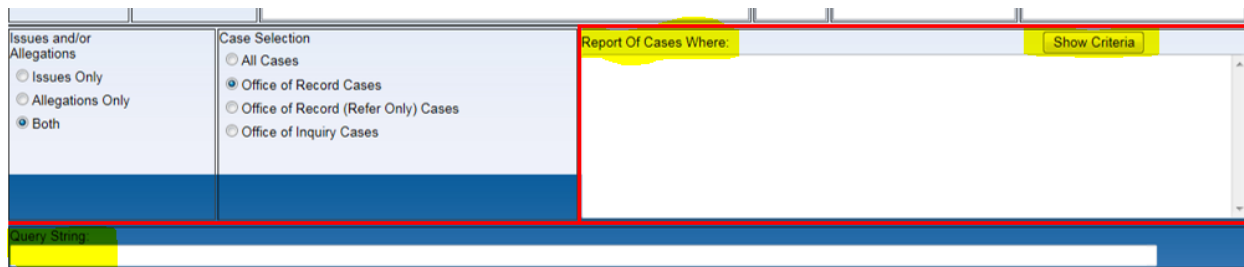 Issues and/or
Allegations
Issues Only
Allegations Only
Both
Case Selection
All Cases
Office of Record Cases
Office of Record (Refer Only) Cases
Office of Inquiry Cases
Report Of Cases Where:
Show Criteria
Query String: